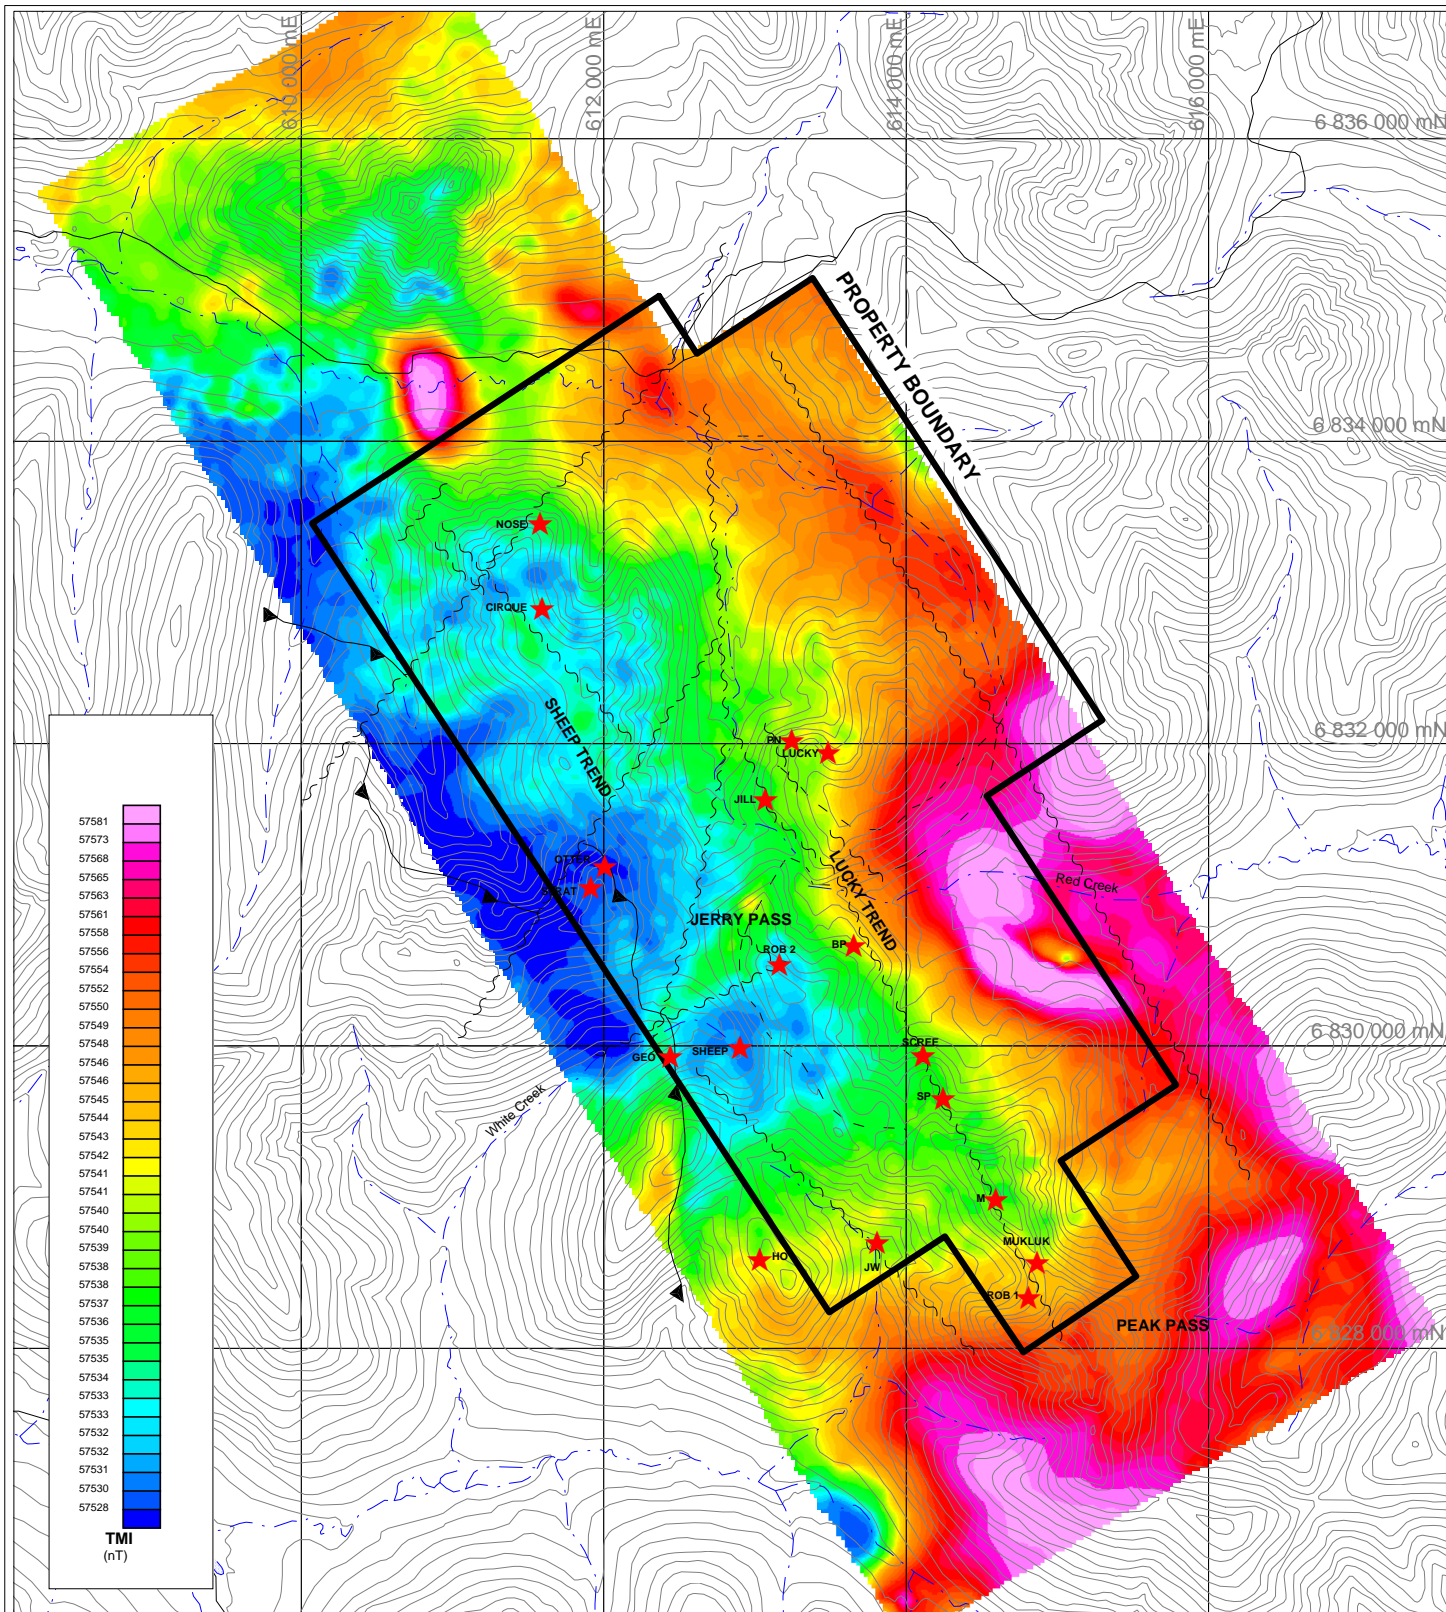 610 000 mE
612 000 mE
614 000 mE
616 000 mE
6 836 000 mN
PROPERTY BOUNDARY
6 834 000 mN
NOSE
CIRQUE
SHEEP TREND
6 832 000 mN
PN
LUCKY
JILL
LUCKY TREND
OTTER
STRAT
Red Creek
JERRY PASS
BP
ROB 2
6 830 000 mN
SCREE
GEO
SHEEP
SP
White Creek
M
MUKLUK
HO
JW
ROB 1
PEAK PASS
6 828 000 mN
57581
57573
57568
57565
57563
57561
57558
57556
57554
57552
57550
57549
57548
57546
57546
57544
57543
57542
57541
57541
57540
57540
57539
57538
57537
57536
57535
57535
57534
57533
57533
57532
57532
57531
57530
57528
TMI
(nT)